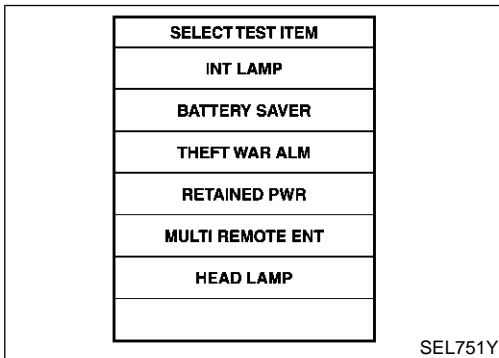 SELECT TEST ITEM
INT LAMP
BATTERY SAVER
THEFT WAR ALM
RETAINED PWR
MULTI REMOTE ENT
HEAD LAMP
SEL751Y